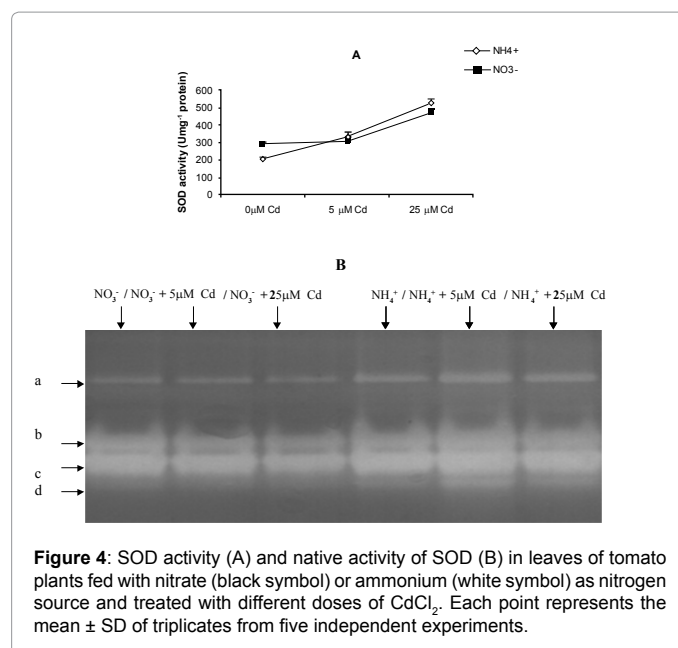 A
NH4+
NO3-
SOD activity (Umg⁻¹ protein)
600
500
400
300
200
100
0
0µM Cd 5 µM Cd 25 µM Cd
B
NO₃⁻ / NO₃⁻ + 5µM Cd / NO₃⁻ + 25µM Cd NH₄⁺ / NH₄⁺ + 5µM Cd / NH₄⁺ + 25µM Cd
a
b
c
d
Figure 4: SOD activity (A) and native activity of SOD (B) in leaves of tomato
plants fed with nitrate (black symbol) or ammonium (white symbol) as nitrogen
source and treated with different doses of CdCl₂. Each point represents the
mean ± SD of triplicates from five independent experiments.